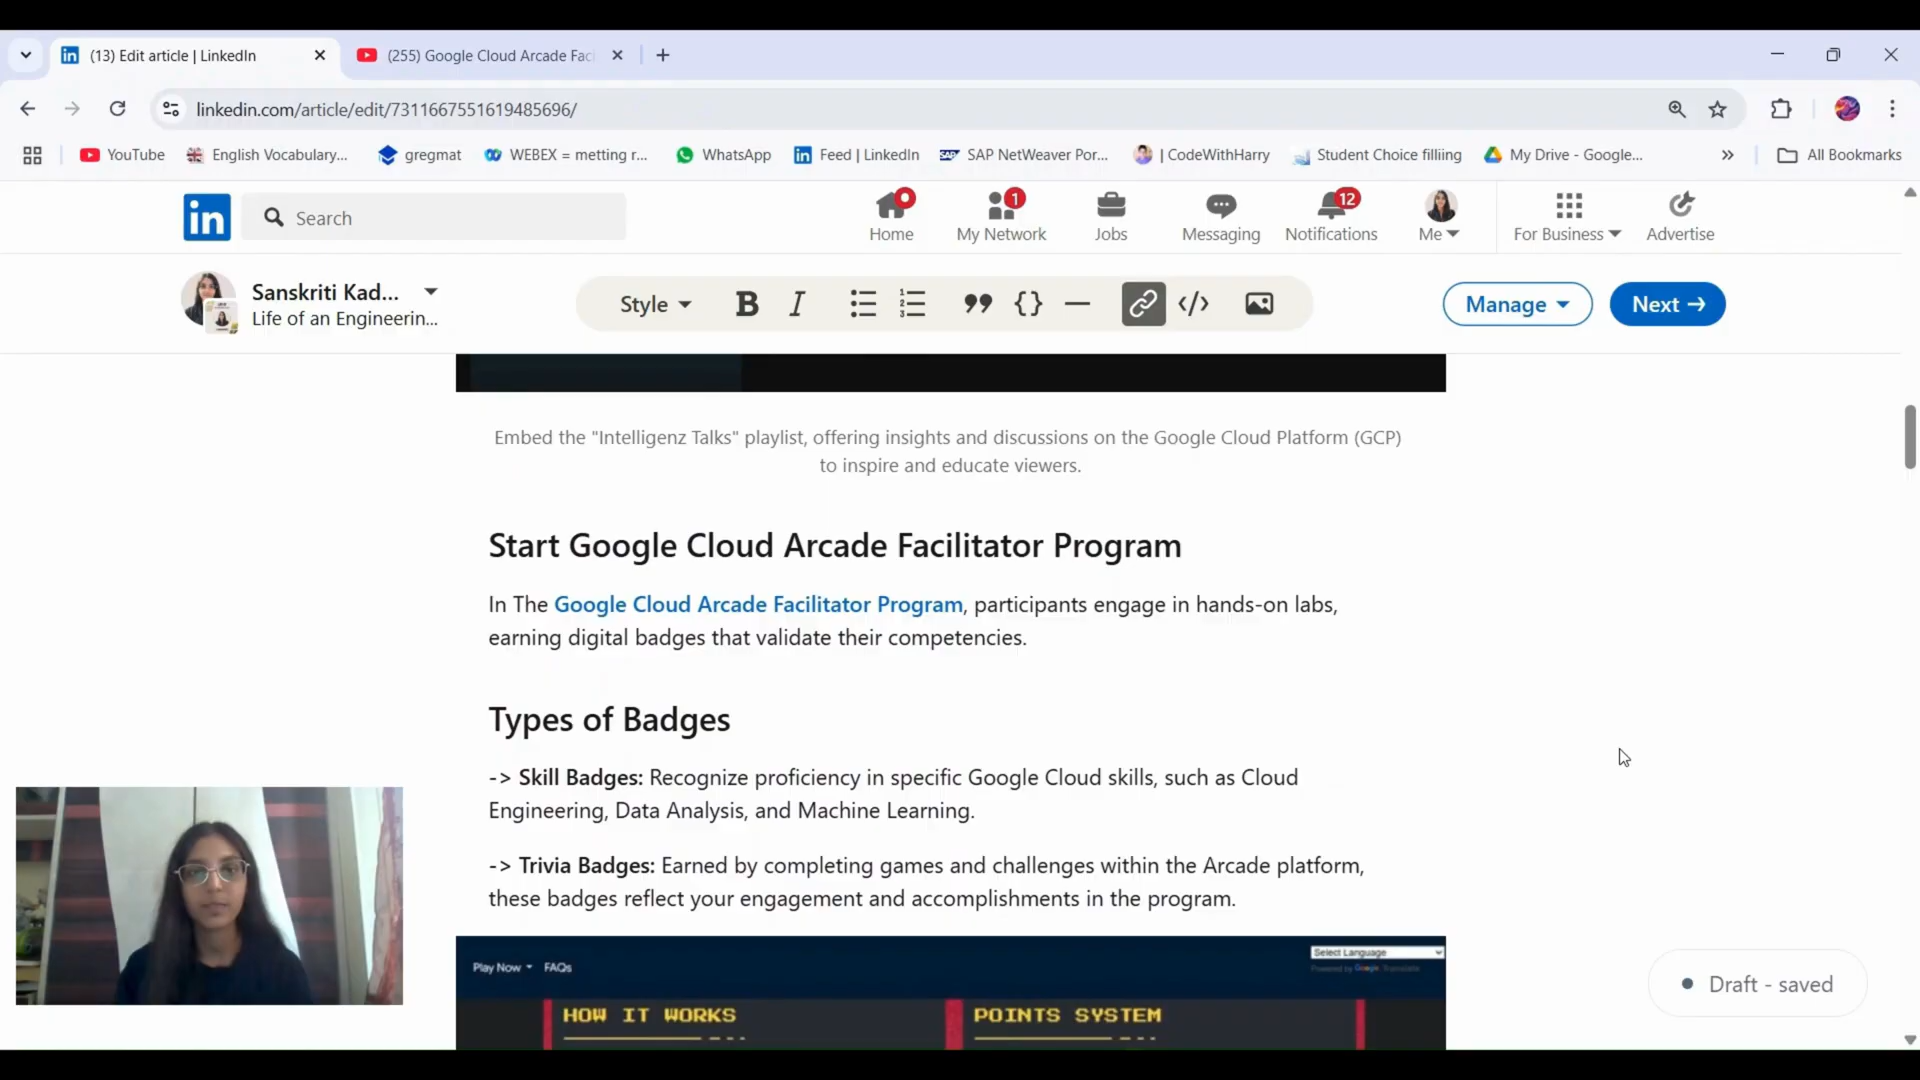 (13) Edit article | LinkedIn
(255) Google Cloud Arcade Fac
linkedin.com/article/edit/7311667551619485696/
YouTube
English Vocabulary...
gregmat
WEBEX = metting r...
WhatsApp
Feed | LinkedIn
SAP NetWeaver Por...
| CodeWithHarry
Student Choice filliing
My Drive - Google...
All Bookmarks
Search
1
12
Home
My Network
Jobs
Messaging
Notifications
Me
For Business
Advertise
Sanskriti Kad...
Life of an Engineerin...
Style
Manage
Next →
Embed the "Intelligenz Talks" playlist, offering insights and discussions on the Google Cloud Platform (GCP)
to inspire and educate viewers.
Start Google Cloud Arcade Facilitator Program
In The Google Cloud Arcade Facilitator Program, participants engage in hands-on labs,
earning digital badges that validate their competencies.
Types of Badges
-> Skill Badges: Recognize proficiency in specific Google Cloud skills, such as Cloud
Engineering, Data Analysis, and Machine Learning.
-> Trivia Badges: Earned by completing games and challenges within the Arcade platform,
these badges reflect your engagement and accomplishments in the program.
Play Now
FAQs
Select Language
Powered by Google Translate
HOW IT WORKS
POINTS SYSTEM
Draft - saved